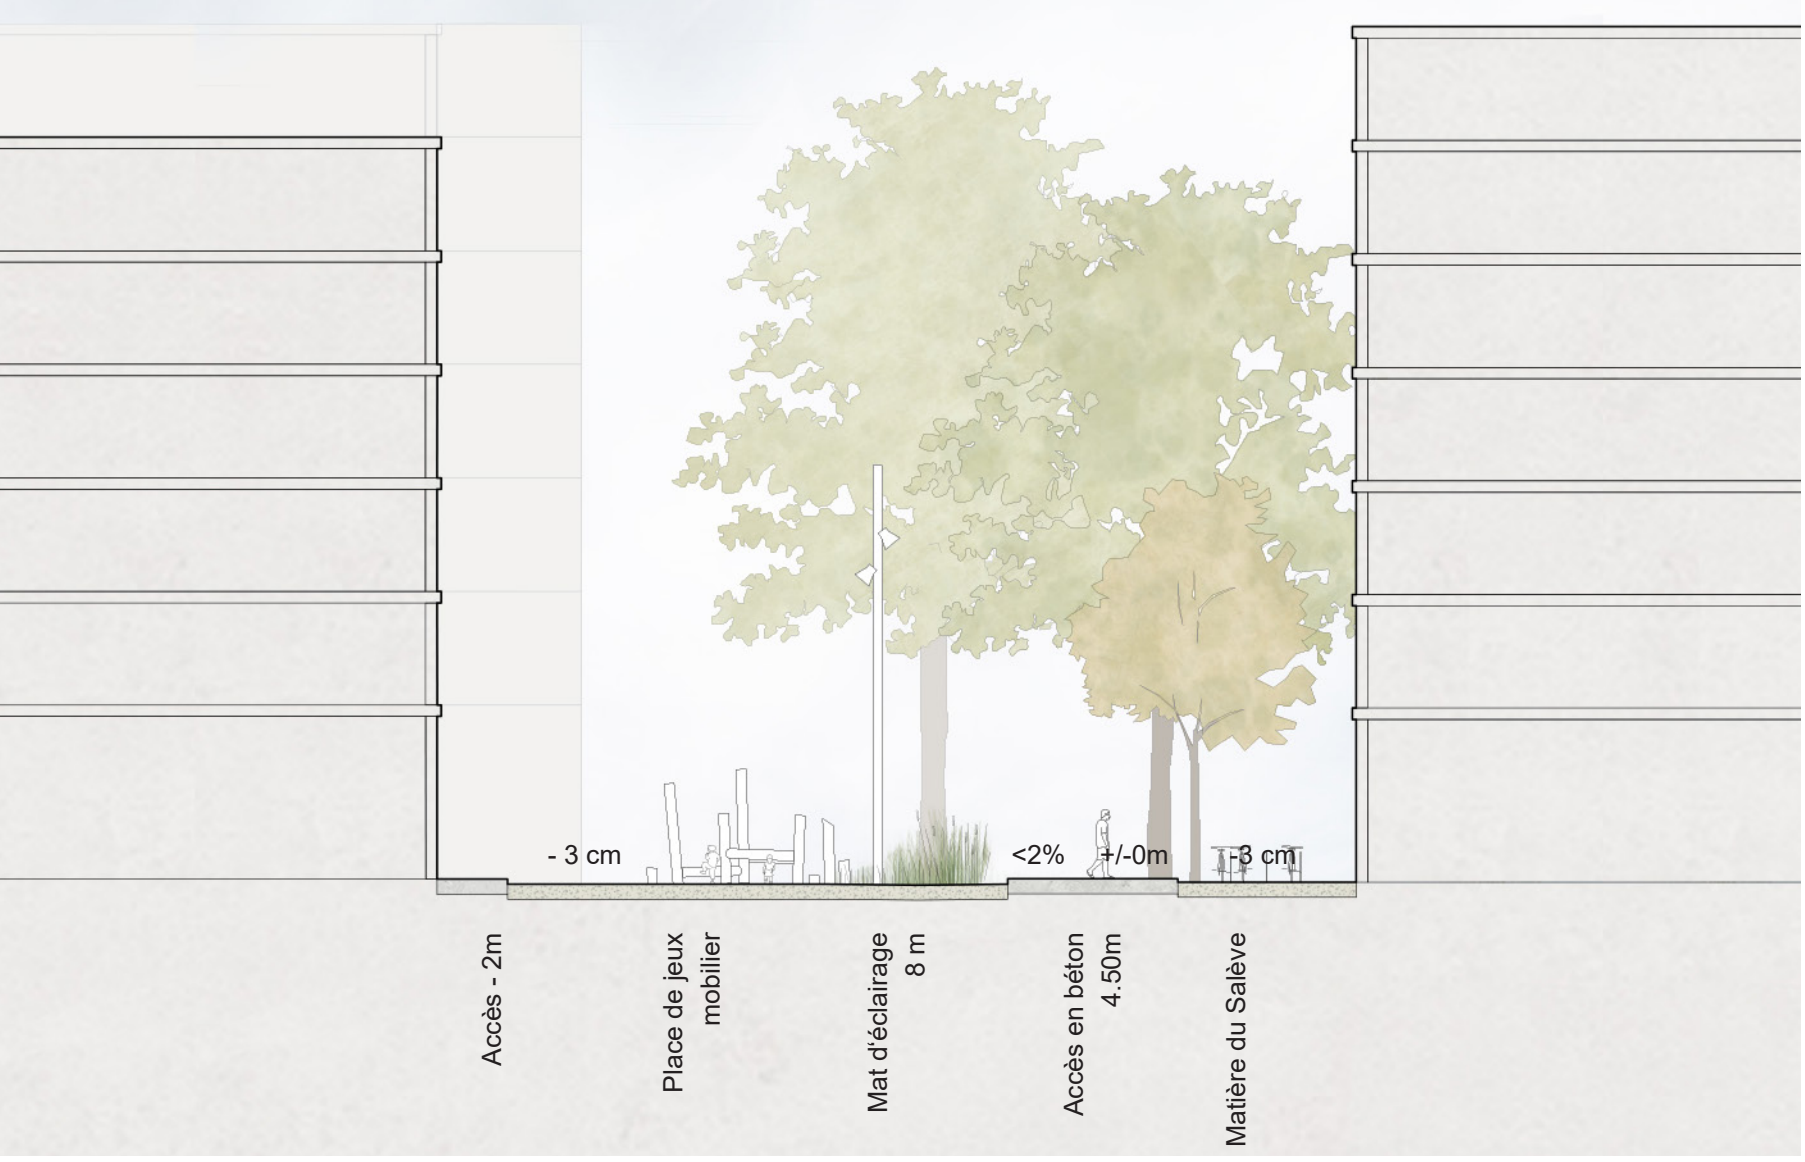 - 3 cm
<2%
+/-0m
-3 cm
Accès - 2m
Place de jeux
mobilier
Mat d'éclairage
8 m
Accès en béton
4.50m
Matière du Salève